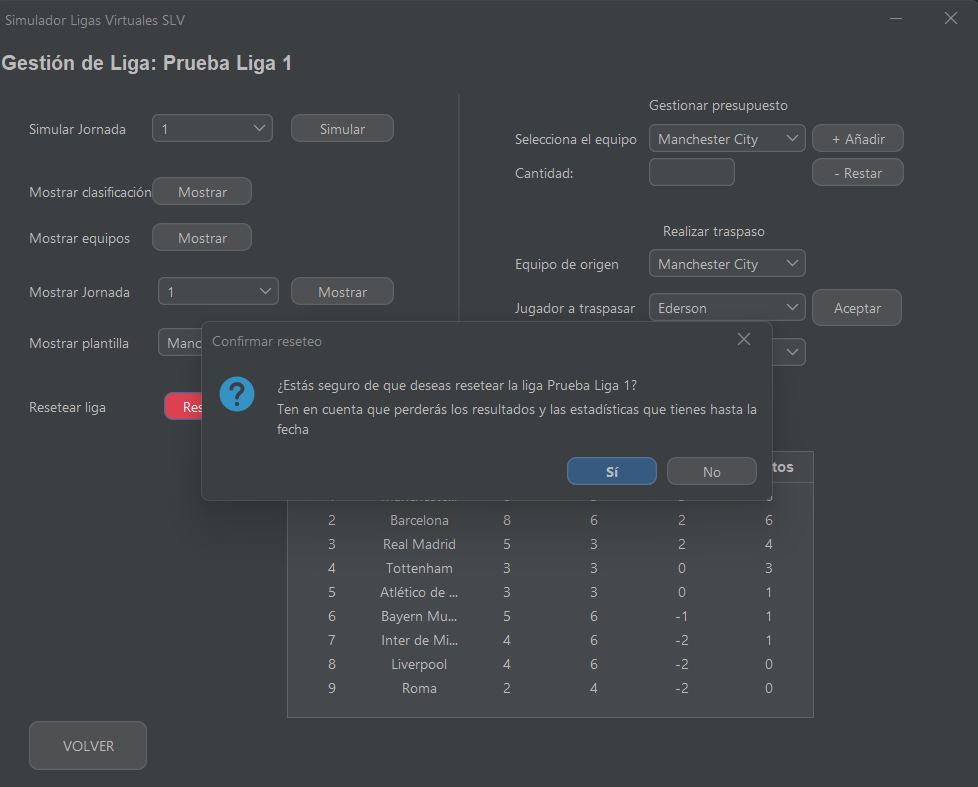 Simulador Ligas Virtuales SLV
Gestión de Liga: Prueba Liga 1
Simular Jornada
1
Simular
Mostrar clasificación
Mostrar
Mostrar equipos
Mostrar
Mostrar Jornada
1
Mostrar
Mostrar plantilla
Resetear liga
Gestionar presupuesto
Selecciona el equipo
Manchester City
+ Añadir
Cantidad:
- Restar
Realizar traspaso
Equipo de origen
Manchester City
Jugador a traspasar
Ederson
Aceptar
Confirmar reseteo
¿Estás seguro de que deseas resetear la liga Prueba Liga 1?
Ten en cuenta que perderás los resultados y las estadísticas que tienes hasta la
fecha
Sí
No
2 Barcelona 8 6 2 6
3 Real Madrid 5 3 2 4
4 Tottenham 3 3 0 3
5 Atlético de ... 3 3 0 1
6 Bayern Mu... 5 6 -1 1
7 Inter de Mi... 4 6 -2 1
8 Liverpool 4 6 -2 0
9 Roma 2 4 -2 0
VOLVER